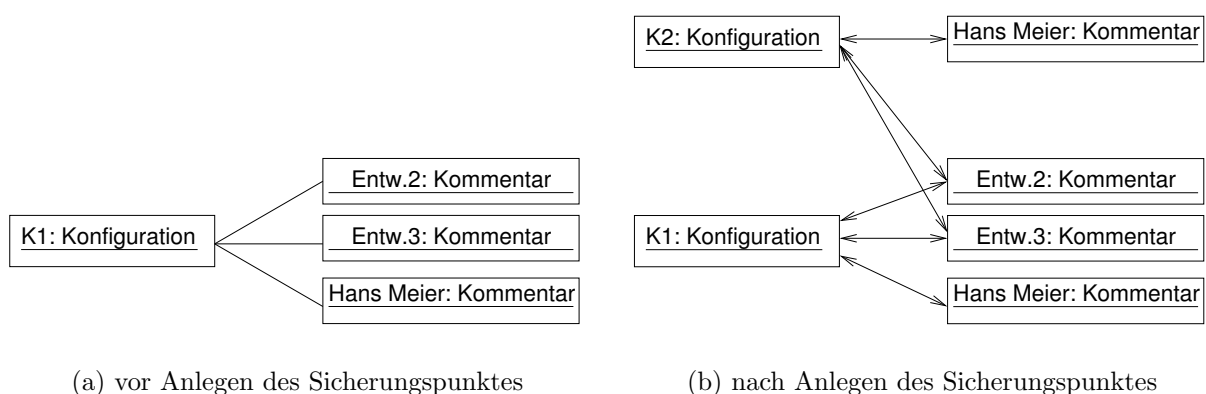 Entw.2: Kommentar
K1: Konfiguration
Entw.3: Kommentar
Hans Meier: Kommentar
(a) vor Anlegen des Sicherungspunktes
K2: Konfiguration
Hans Meier: Kommentar
Entw.2: Kommentar
K1: Konfiguration
Entw.3: Kommentar
Hans Meier: Kommentar
(b) nach Anlegen des Sicherungspunktes